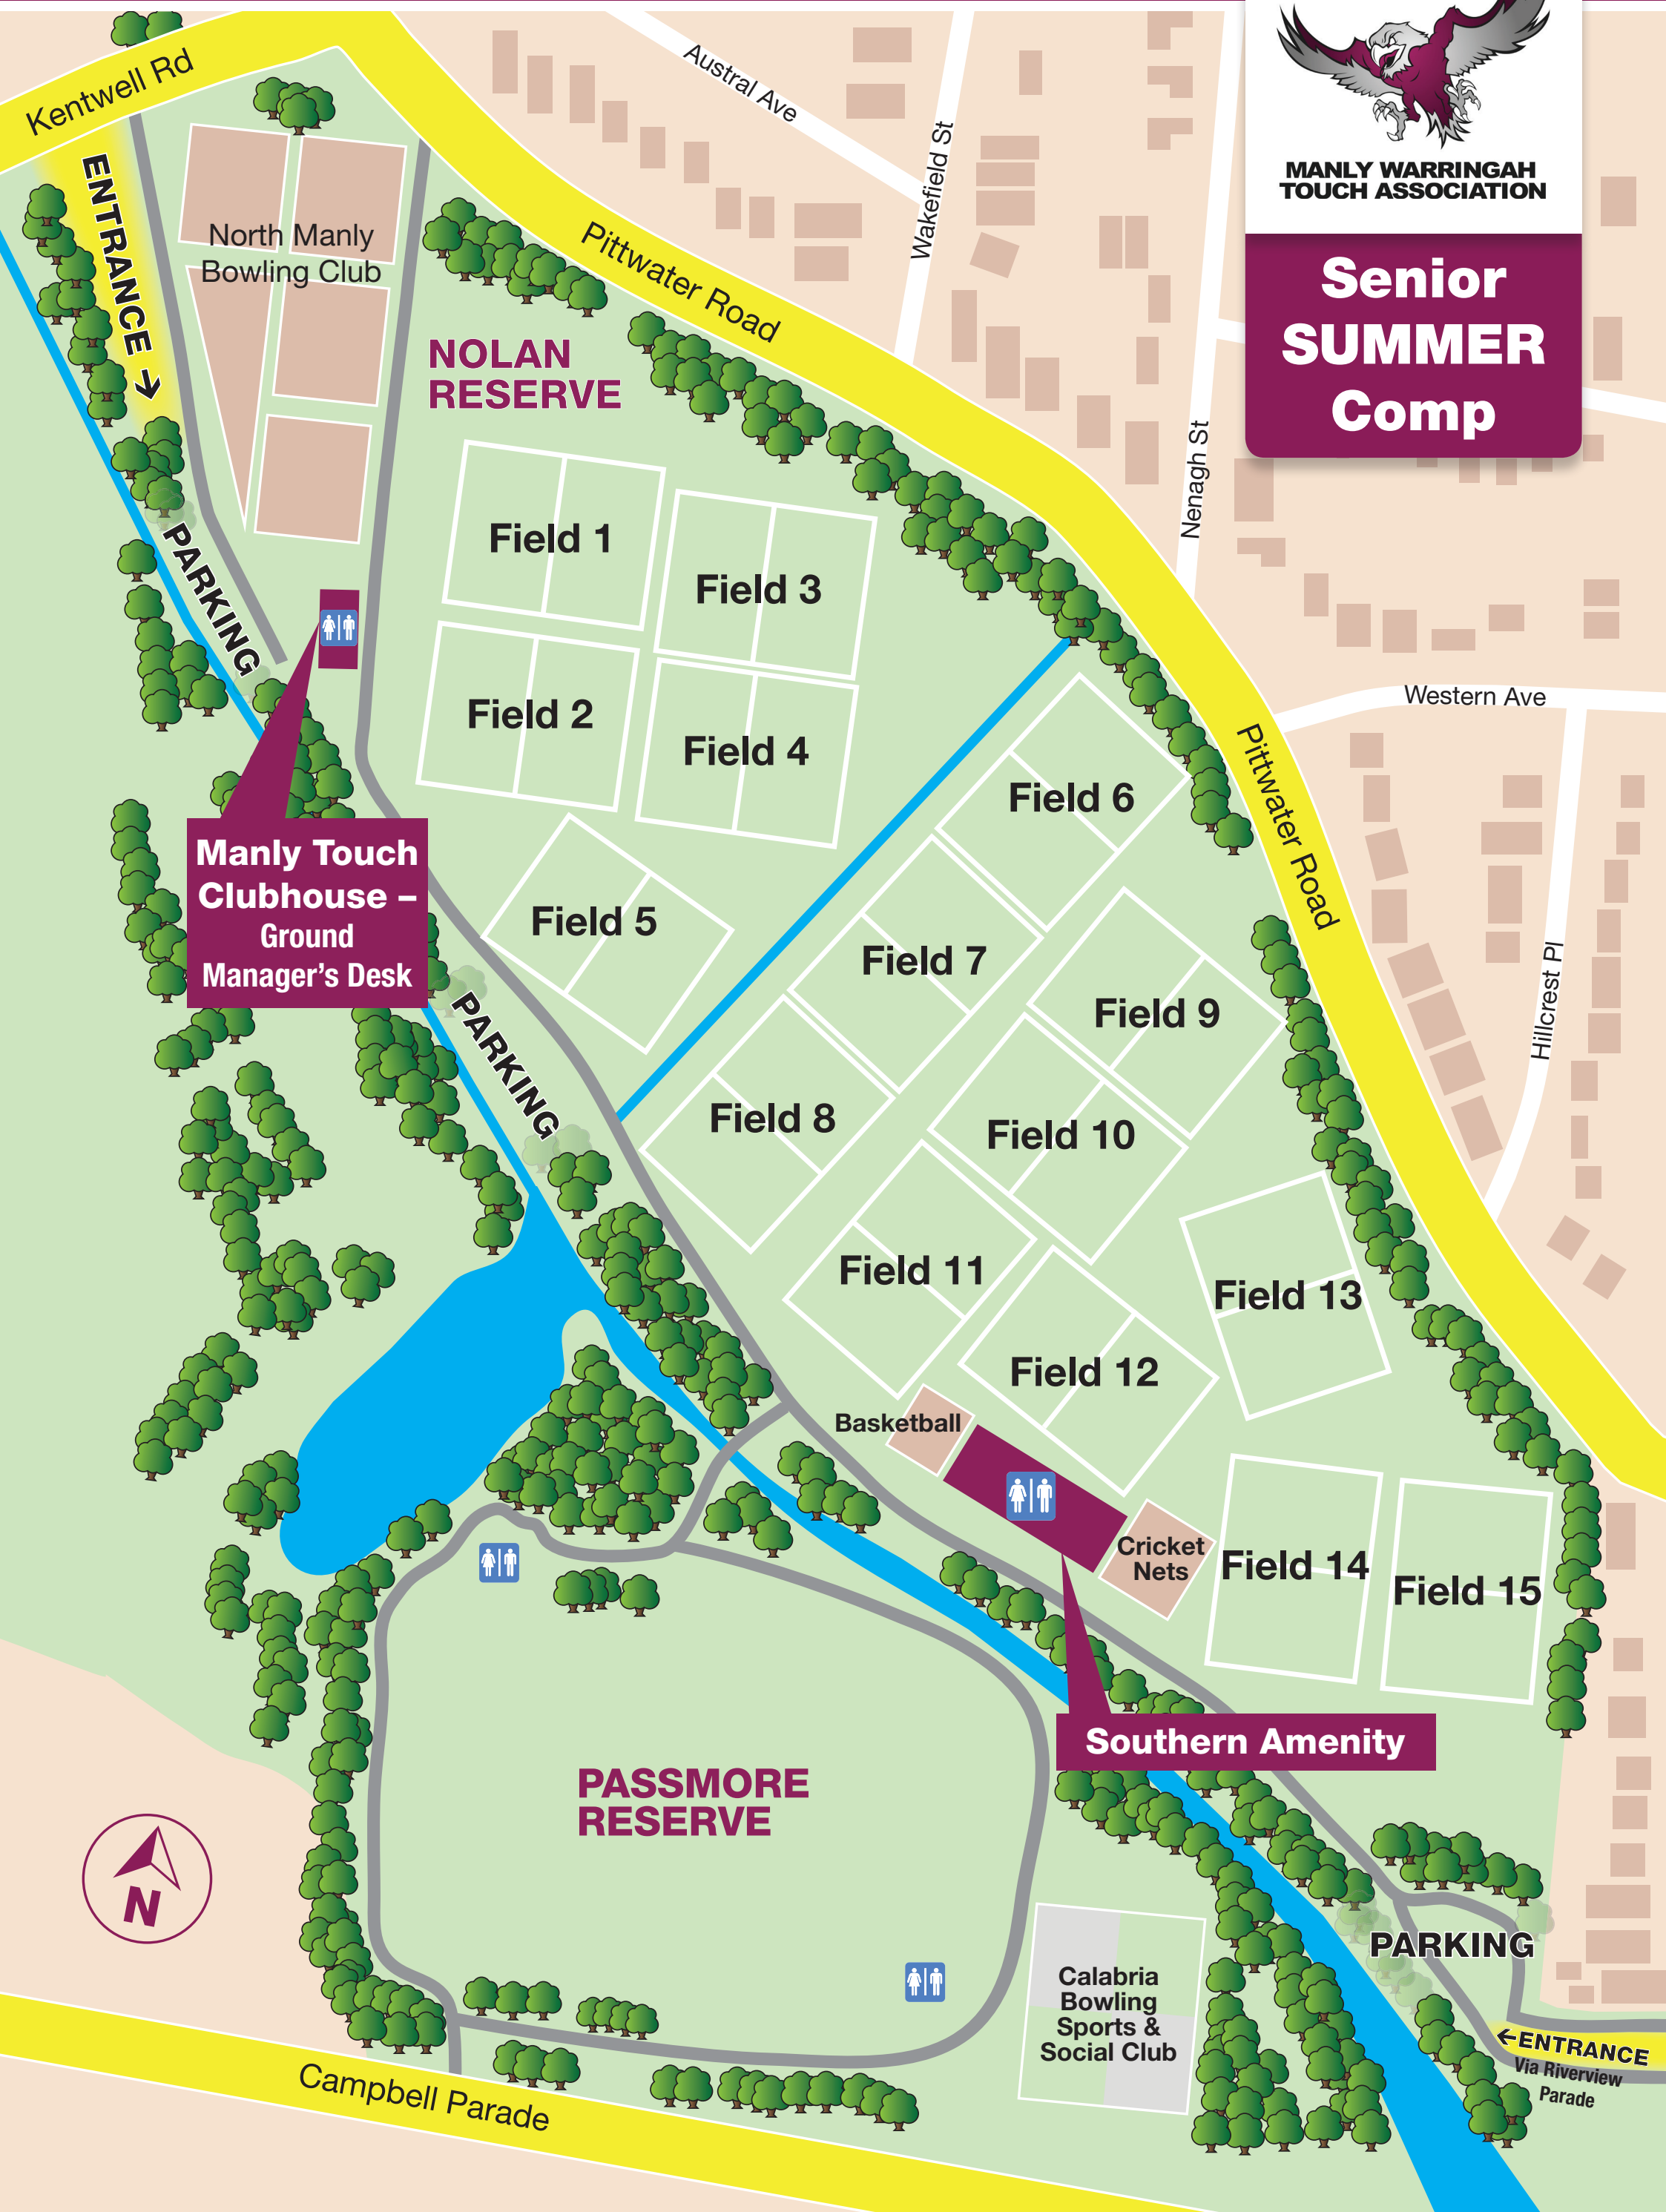 MANLY WARRINGAH
TOUCH ASSOCIATION
Senior
SUMMER
Comp
Kentwell Rd
Austral Ave
Wakefield St
ENTRANCE →
North Manly
Bowling Club
Pittwater Road
NOLAN
RESERVE
Nenagh St
Field 1
Field 3
PARKING
Field 2
Field 4
Western Ave
Pittwater Road
Field 6
Manly Touch
Clubhouse –
Ground
Manager's Desk
Field 5
Field 7
Hillcrest Pl
Field 9
PARKING
Field 8
Field 10
Field 11
Field 13
Field 12
Basketball
Cricket
Nets
Field 14
Field 15
Southern Amenity
PASSMORE
RESERVE
N
PARKING
Calabria
Bowling
Sports &
Social Club
←ENTRANCE
Via Riverview
Parade
Campbell Parade